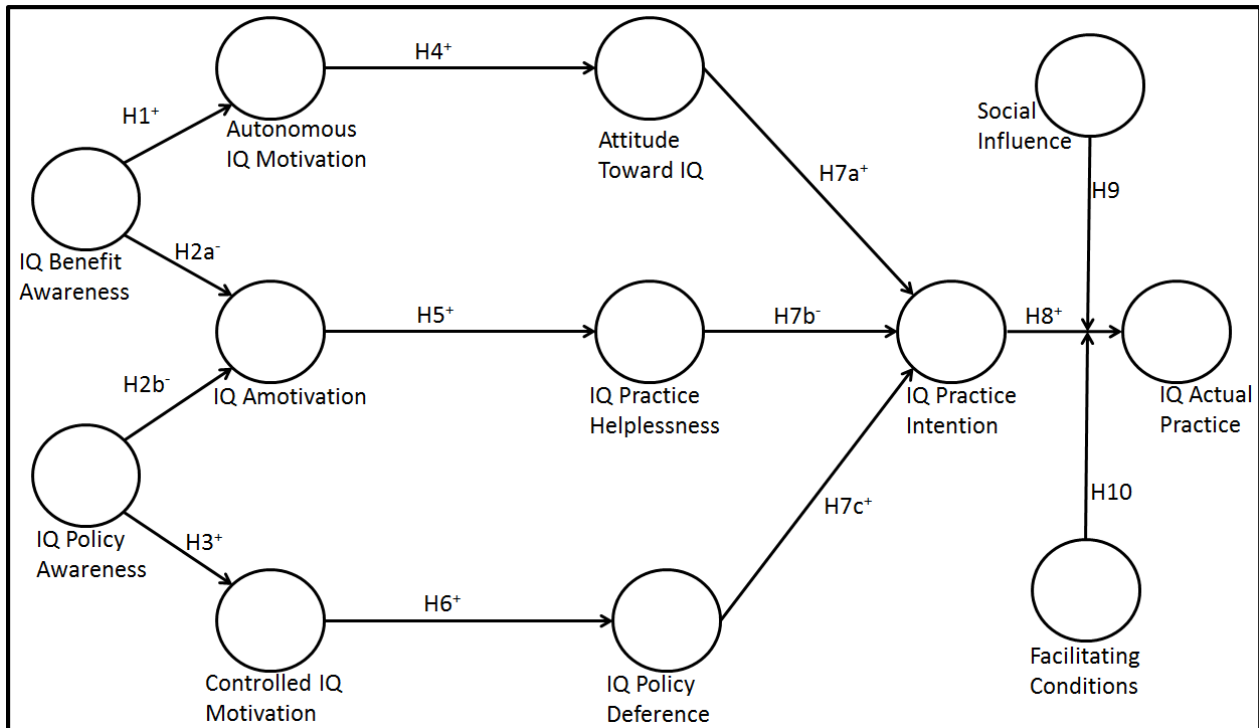 H1⁺
H4⁺
Autonomous
IQ Motivation
Attitude
Toward IQ
Social
Influence
H7a⁺
H9
IQ Benefit
Awareness
H2a⁻
H5⁺
H7b⁻
H8⁺
H2b⁻
IQ Amotivation
IQ Practice
Helplessness
IQ Practice
Intention
IQ Actual
Practice
IQ Policy
Awareness
H3⁺
H6⁺
H7c⁺
H10
Controlled IQ
Motivation
IQ Policy
Deference
Facilitating
Conditions